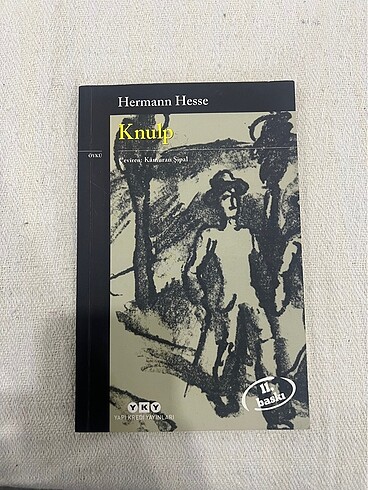 Hermann Hesse
Knulp
ÖYKÜ
Çeviren: Kâmuran Şipal
11.
baskı
YKY
YAPI KREDİ YAYINLARI